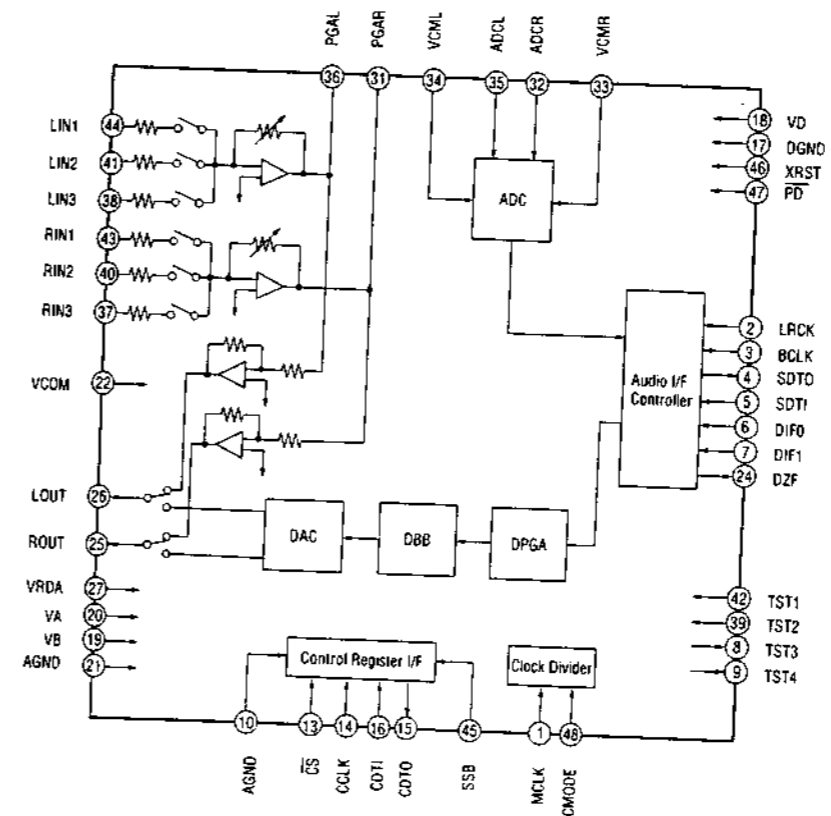 PGAL PGAR VCML ADCL ADCR VCMR
36 31 34 35 32 33
LIN1 44
LIN2 41
LIN3 38
RIN1 43
RIN2 40
RIN3 37
VCOM 22
LOUT 26
ROUT 25
VRDA 27
VA 20
VB 19
AGND 21
ADC
Audio I/F
Controller
DAC
DBB
DPGA
Control Register I/F
Clock Divider
18 VD
17 DGND
46 XRST
47 PD
2 LRCK
3 BCLK
4 SDTO
5 SDTI
6 DIF0
7 DIF1
24 DZF
42 TST1
39 TST2
8 TST3
9 TST4
10 13 14 16 15 45 1 48
AGND CS CCLK CDTI CDTO SSB MCLK CMODE